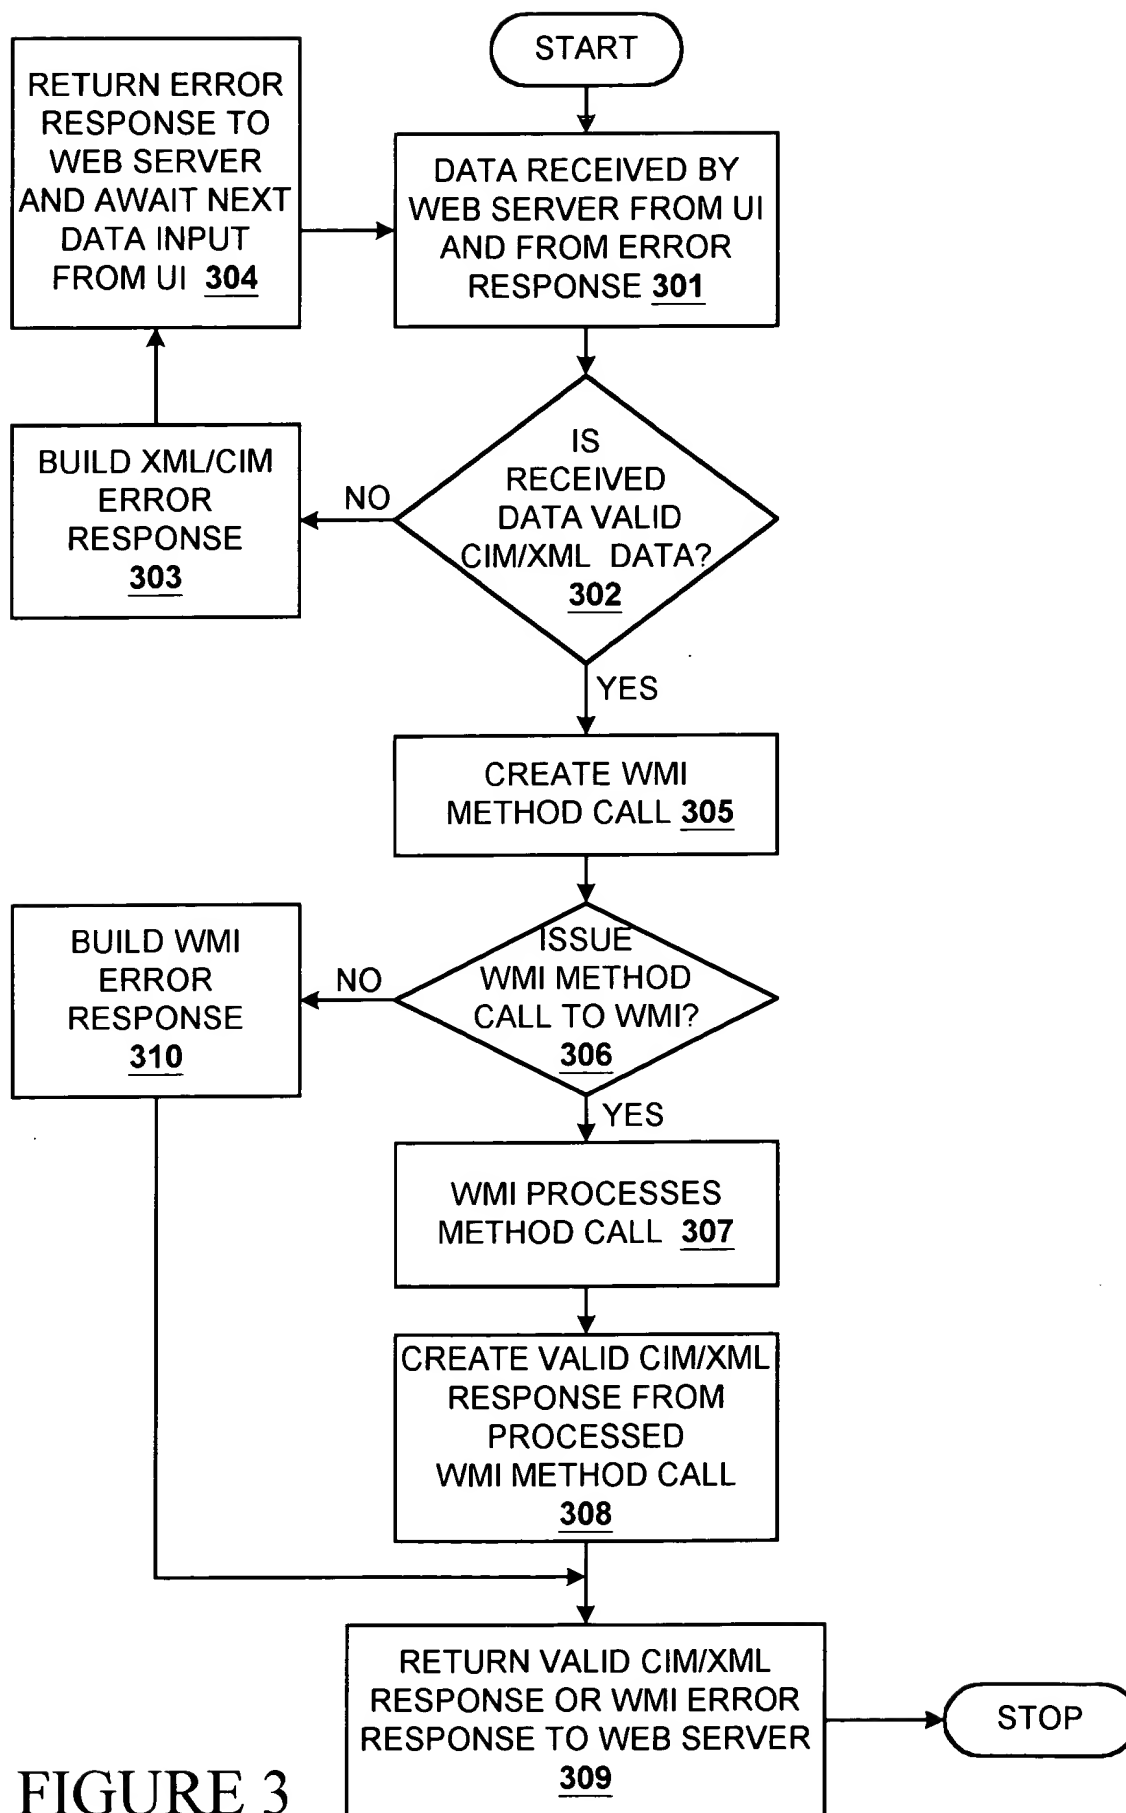 START
RETURN ERROR
RESPONSE TO
WEB SERVER
AND AWAIT NEXT
DATA INPUT
FROM UI 304
DATA RECEIVED BY
WEB SERVER FROM UI
AND FROM ERROR
RESPONSE 301
IS
RECEIVED
DATA VALID
CIM/XML DATA?
302
NO
BUILD XML/CIM
ERROR
RESPONSE
303
YES
CREATE WMI
METHOD CALL 305
ISSUE
WMI METHOD
CALL TO WMI?
306
NO
BUILD WMI
ERROR
RESPONSE
310
YES
WMI PROCESSES
METHOD CALL 307
CREATE VALID CIM/XML
RESPONSE FROM
PROCESSED
WMI METHOD CALL
308
RETURN VALID CIM/XML
RESPONSE OR WMI ERROR
RESPONSE TO WEB SERVER
309
STOP
FIGURE 3